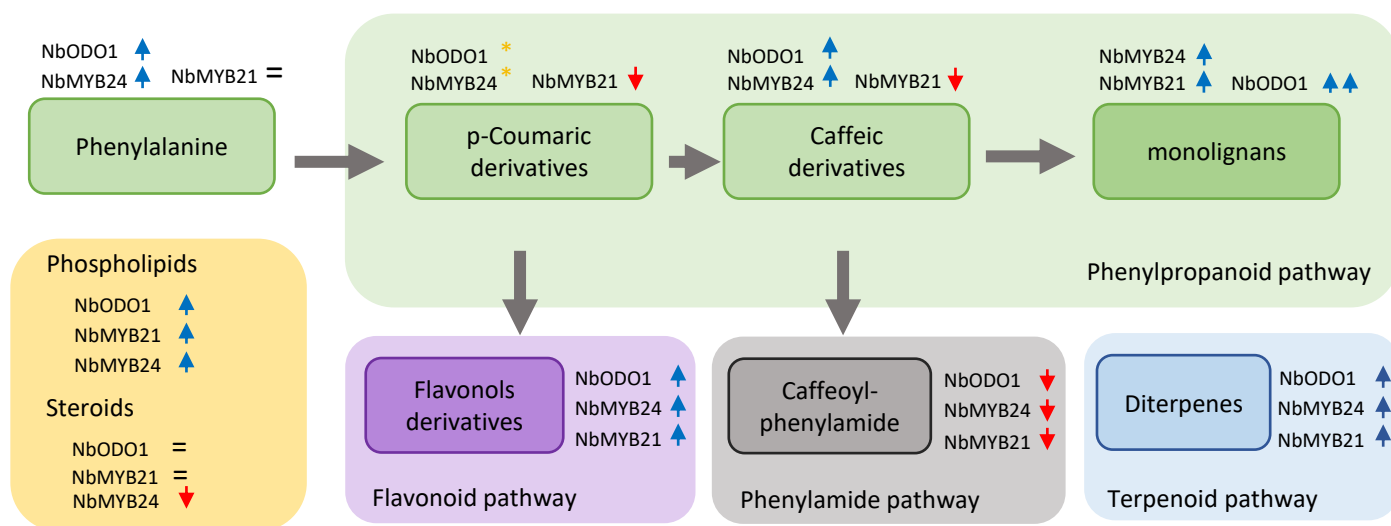 NbODO1
NbMYB24 NbMYB21 =
Phenylalanine
NbODO1 *
NbMYB24 * NbMYB21
p-Coumaric
derivatives
NbODO1
NbMYB24 NbMYB21
Caffeic
derivatives
NbMYB24
NbMYB21 NbODO1
monolignans
Phenylpropanoid pathway
Phospholipids
NbODO1
NbMYB21
NbMYB24
Steroids
NbODO1 =
NbMYB21 =
NbMYB24
Flavonols
derivatives
NbODO1
NbMYB24
NbMYB21
Flavonoid pathway
Caffeoyl-
phenylamide
NbODO1
NbMYB24
NbMYB21
Phenylamide pathway
Diterpenes
NbODO1
NbMYB24
NbMYB21
Terpenoid pathway